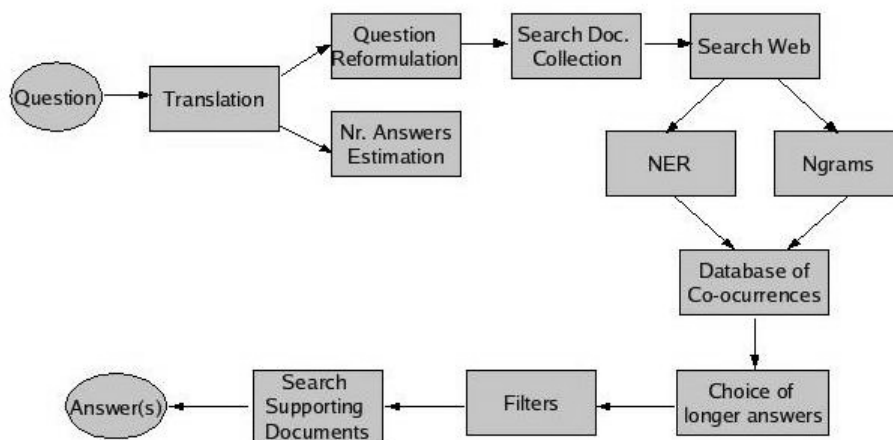 Question
Translation
Question
Reformulation
Nr. Answers
Estimation
Search Doc.
Collection
Search Web
NER
Ngrams
Database of
Co-ocurrences
Choice of
longer answers
Filters
Search
Supporting
Documents
Answer(s)